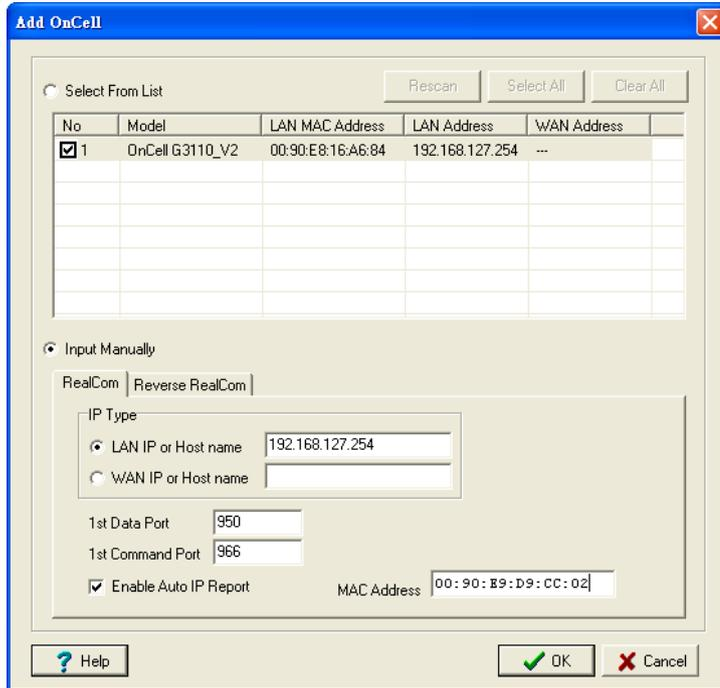 Add OnCell
Select From List Rescan Select All Clear All
No Model LAN MAC Address LAN Address WAN Address
1 OnCell G3110_V2 00:90:E8:16:A6:84 192.168.127.254 ---
Input Manually
RealCom Reverse RealCom
IP Type
LAN IP or Host name 192.168.127.254
WAN IP or Host name
1st Data Port 950
1st Command Port 966
Enable Auto IP Report MAC Address 00:90:E9:D9:CC:02
? Help OK Cancel